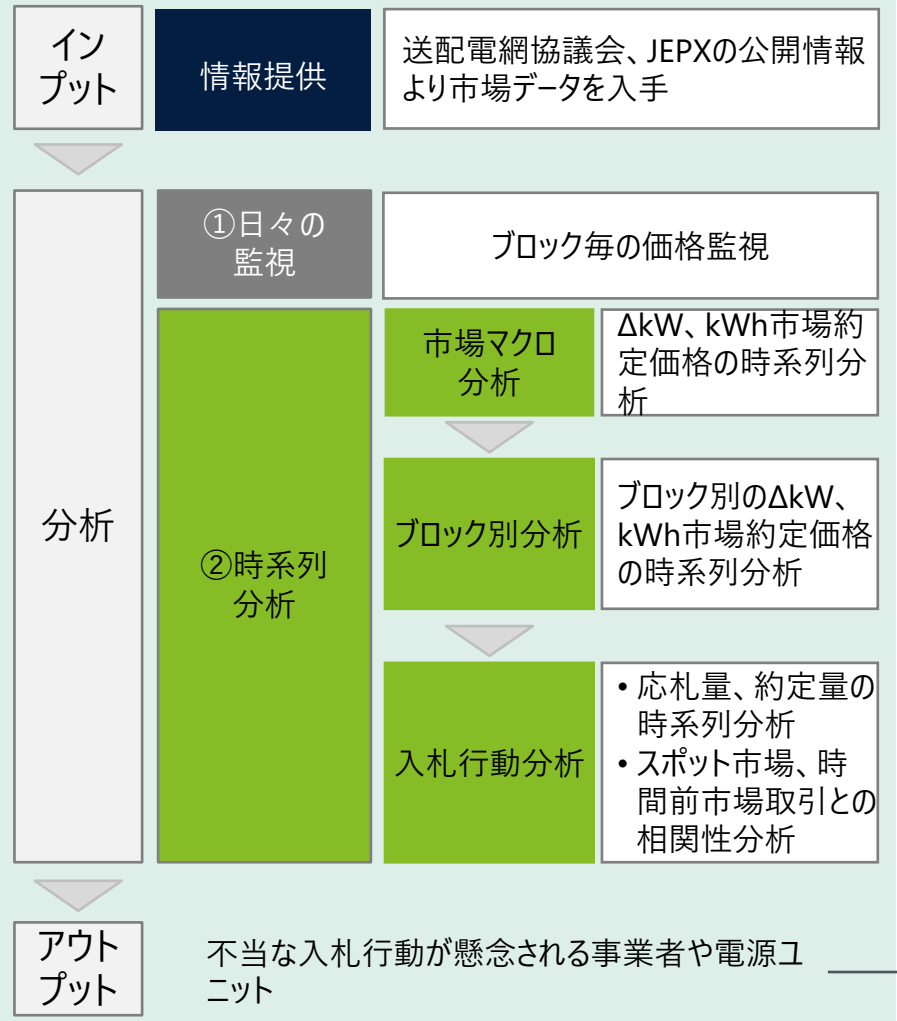 イン
プット
情報提供
送配電網協議会、JEPXの公開情報
より市場データを入手
分析
①日々の
監視
ブロック毎の価格監視
②時系列
分析
市場マクロ
分析
ΔkW、kWh市場約
定価格の時系列分
析
ブロック別分析
ブロック別のΔkW、
kWh市場約定価格
の時系列分析
入札行動分析
• 応札量、約定量の
時系列分析
• スポット市場、時
間前市場取引との
相関性分析
アウト
プット
不当な入札行動が懸念される事業者や電源ユ
ニット